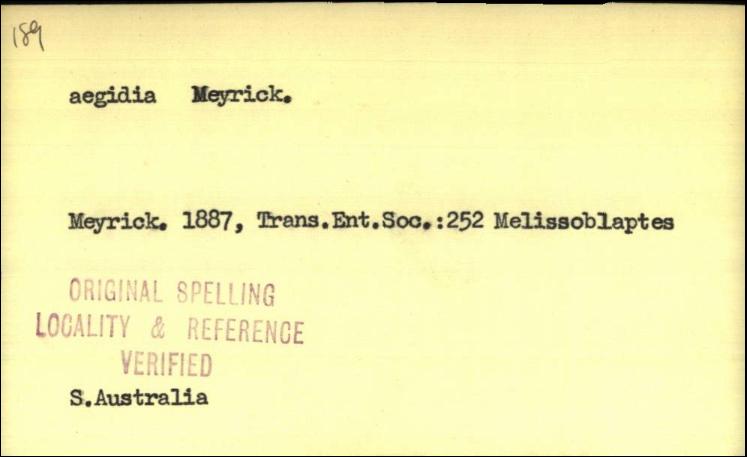 189
aegidia Meyrick.
Meyrick. 1887, Trans.Ent.Soc.:252 Melissoblaptes
ORIGINAL SPELLING
LOCALITY & REFERENCE
VERIFIED
S.Australia